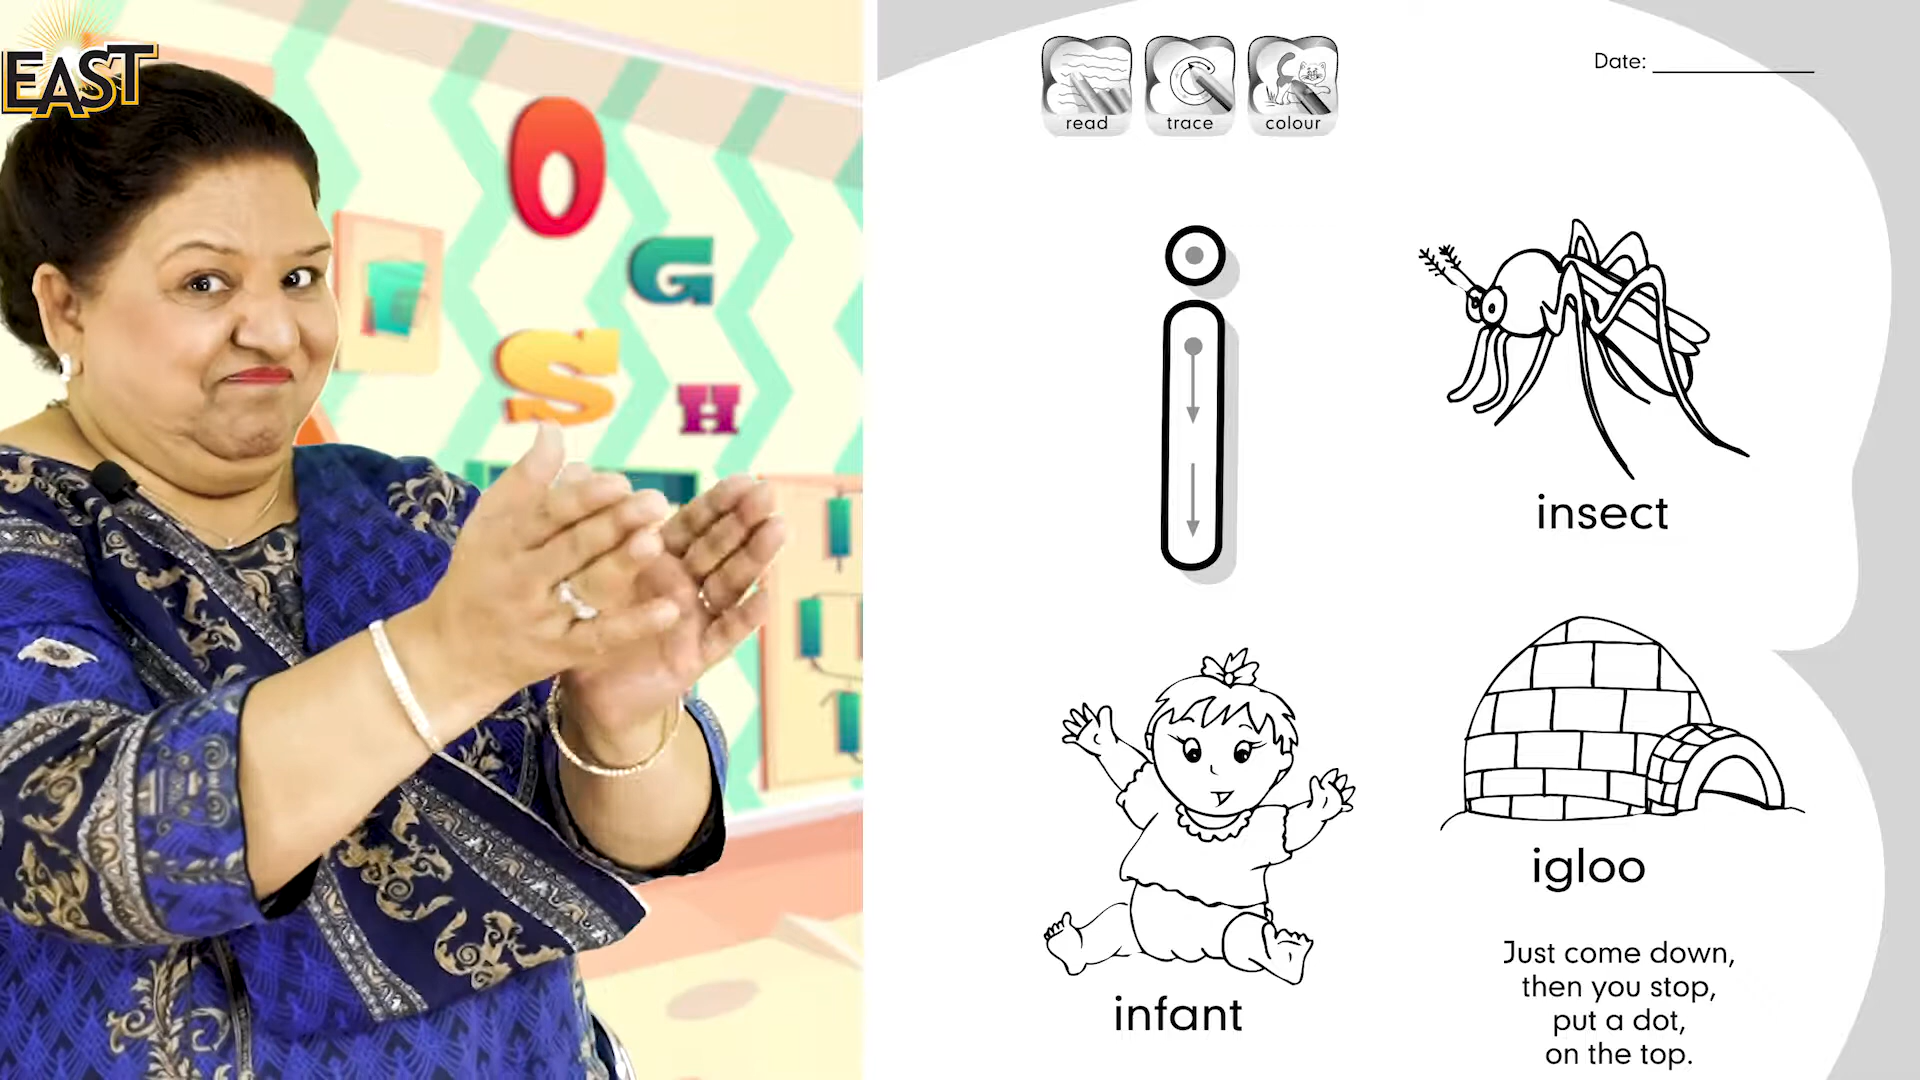 EAST
O
G
S
H
read
trace
colour
Date:
i
insect
infant
igloo
Just come down,
then you stop,
put a dot,
on the top.